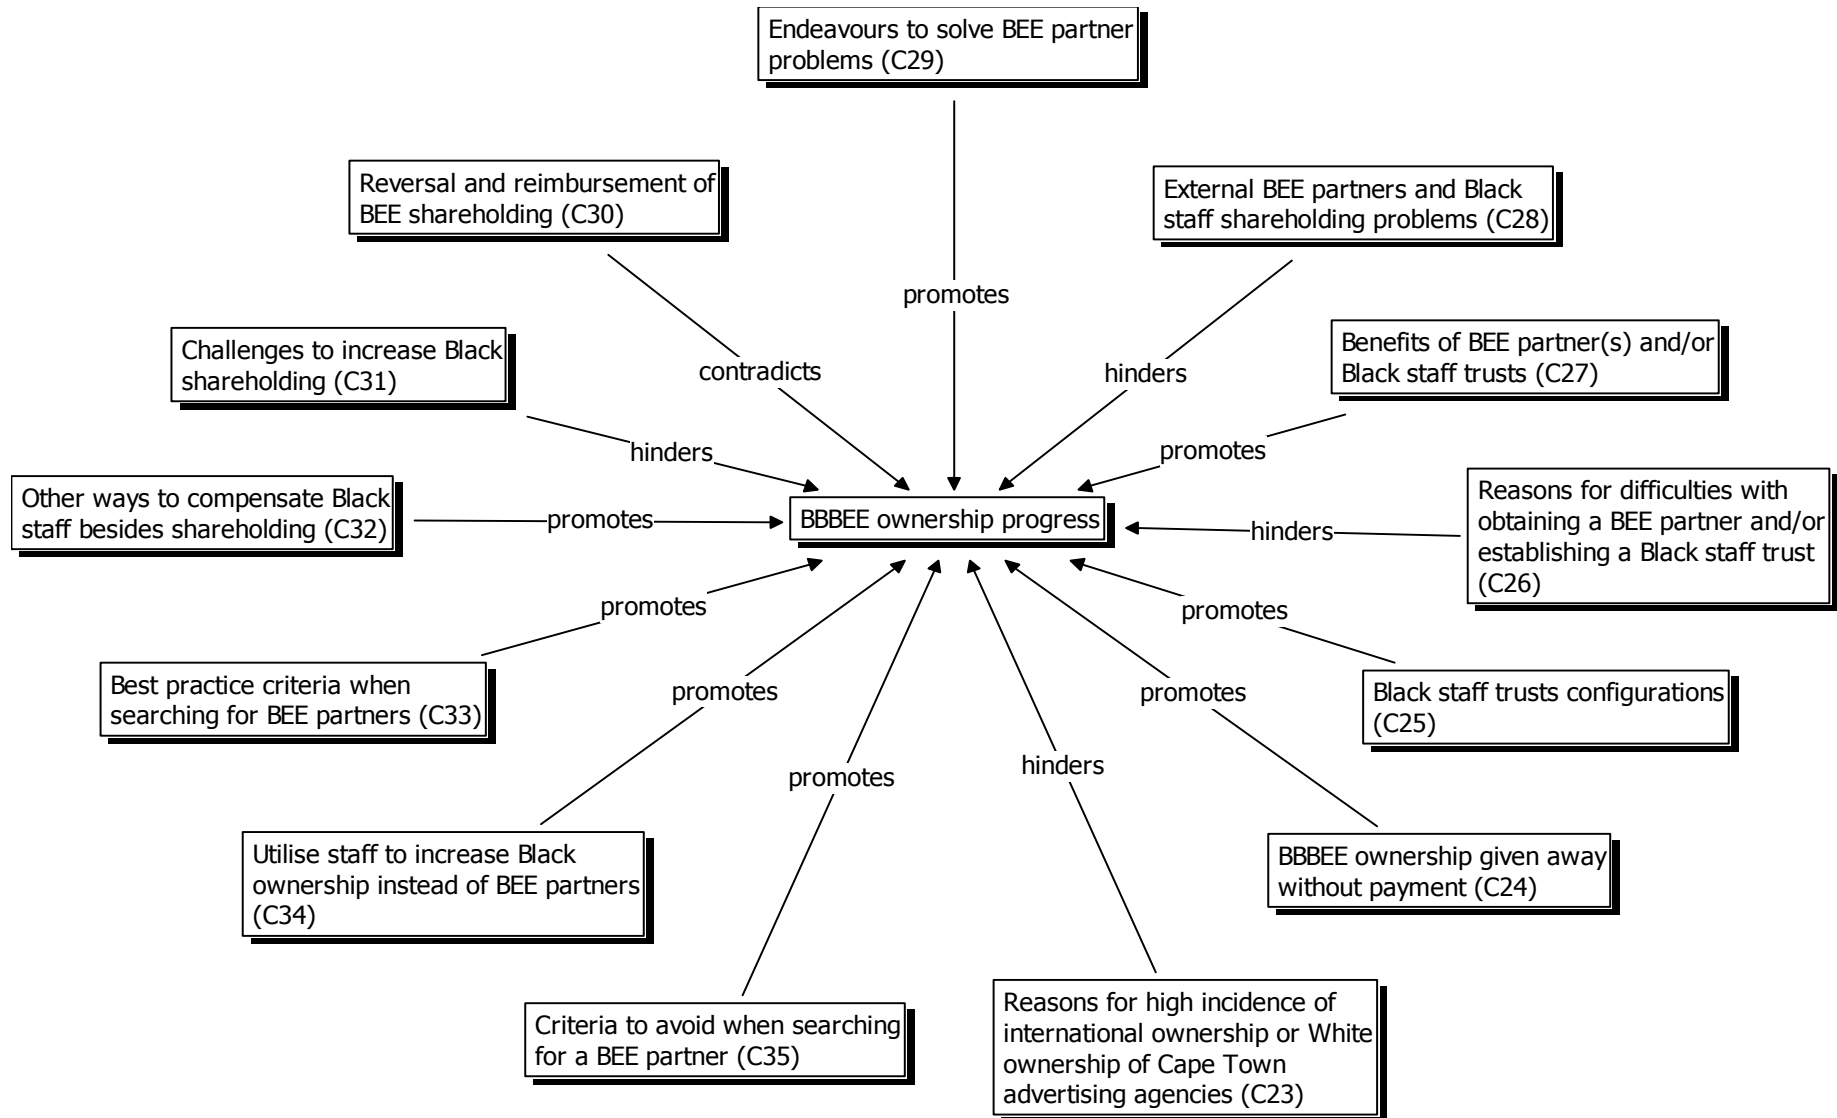 Endeavours to solve BEE partner
problems (C29)
Reversal and reimbursement of
BEE shareholding (C30)
External BEE partners and Black
staff shareholding problems (C28)
promotes
Challenges to increase Black
shareholding (C31)
contradicts
hinders
Benefits of BEE partner(s) and/or
Black staff trusts (C27)
hinders
promotes
Other ways to compensate Black
staff besides shareholding (C32)
promotes
BBBEE ownership progress
hinders
Reasons for difficulties with
obtaining a BEE partner and/or
establishing a Black staff trust
(C26)
promotes
promotes
Best practice criteria when
searching for BEE partners (C33)
promotes
promotes
Black staff trusts configurations
(C25)
promotes
hinders
Utilise staff to increase Black
ownership instead of BEE partners
(C34)
BBBEE ownership given away
without payment (C24)
Criteria to avoid when searching
for a BEE partner (C35)
Reasons for high incidence of
international ownership or White
ownership of Cape Town
advertising agencies (C23)